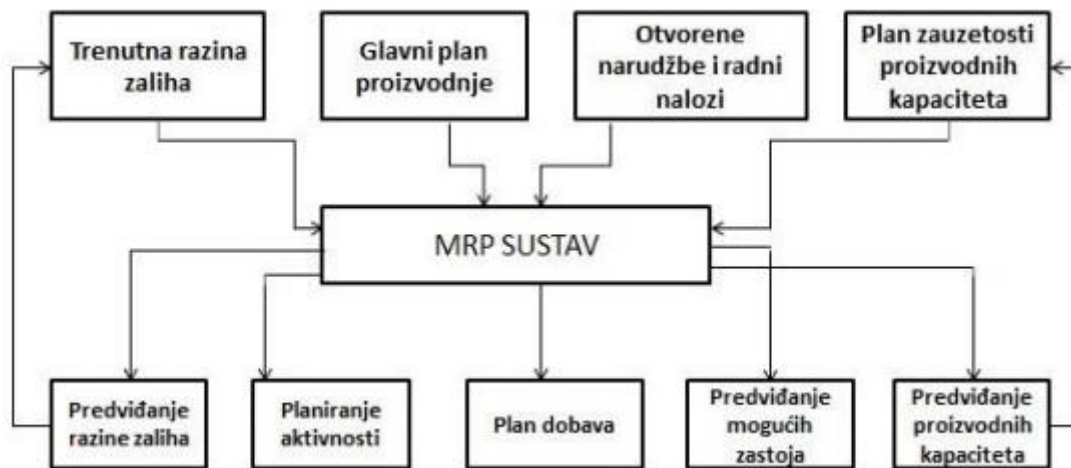 Trenutna razina
zaliha
Glavni plan
proizvodnje
Otvorene
narudžbe i radni
nalozi
Plan zauzetosti
proizvodnih
kapaciteta
MRP SUSTAV
Predviđanje
razine zaliha
Planiranje
aktivnosti
Plan dobava
Predviđanje
mogućih
zastoja
Predviđanje
proizvodnih
kapaciteta